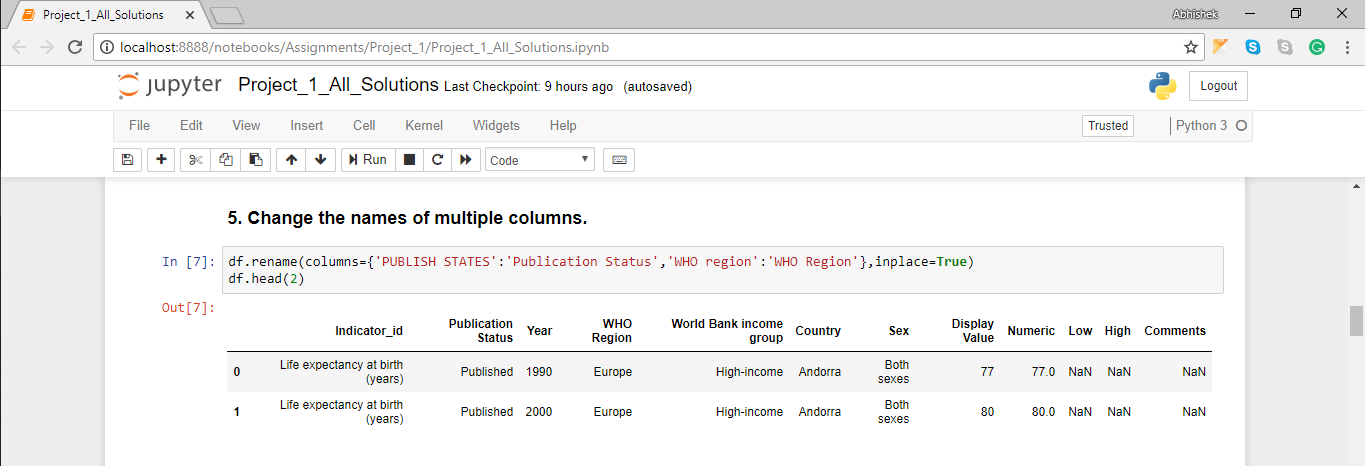 Project_1_All_Solutions
Abhishek
localhost:8888/notebooks/Assignments/Project_1/Project_1_All_Solutions.ipynb
jupyter Project_1_All_Solutions Last Checkpoint: 9 hours ago (autosaved)
Logout
File Edit View Insert Cell Kernel Widgets Help Trusted Python 3
Run Code
5. Change the names of multiple columns.
In [7]: df.rename(columns={'PUBLISH STATES':'Publication Status','WHO region':'WHO Region'},inplace=True)
df.head(2)
Out[7]:
Indicator_id Publication Status Year WHO Region World Bank income group Country Sex Display Value Numeric Low High Comments
0 Life expectancy at birth (years) Published 1990 Europe High-income Andorra Both sexes 77 77.0 NaN NaN NaN
1 Life expectancy at birth (years) Published 2000 Europe High-income Andorra Both sexes 80 80.0 NaN NaN NaN